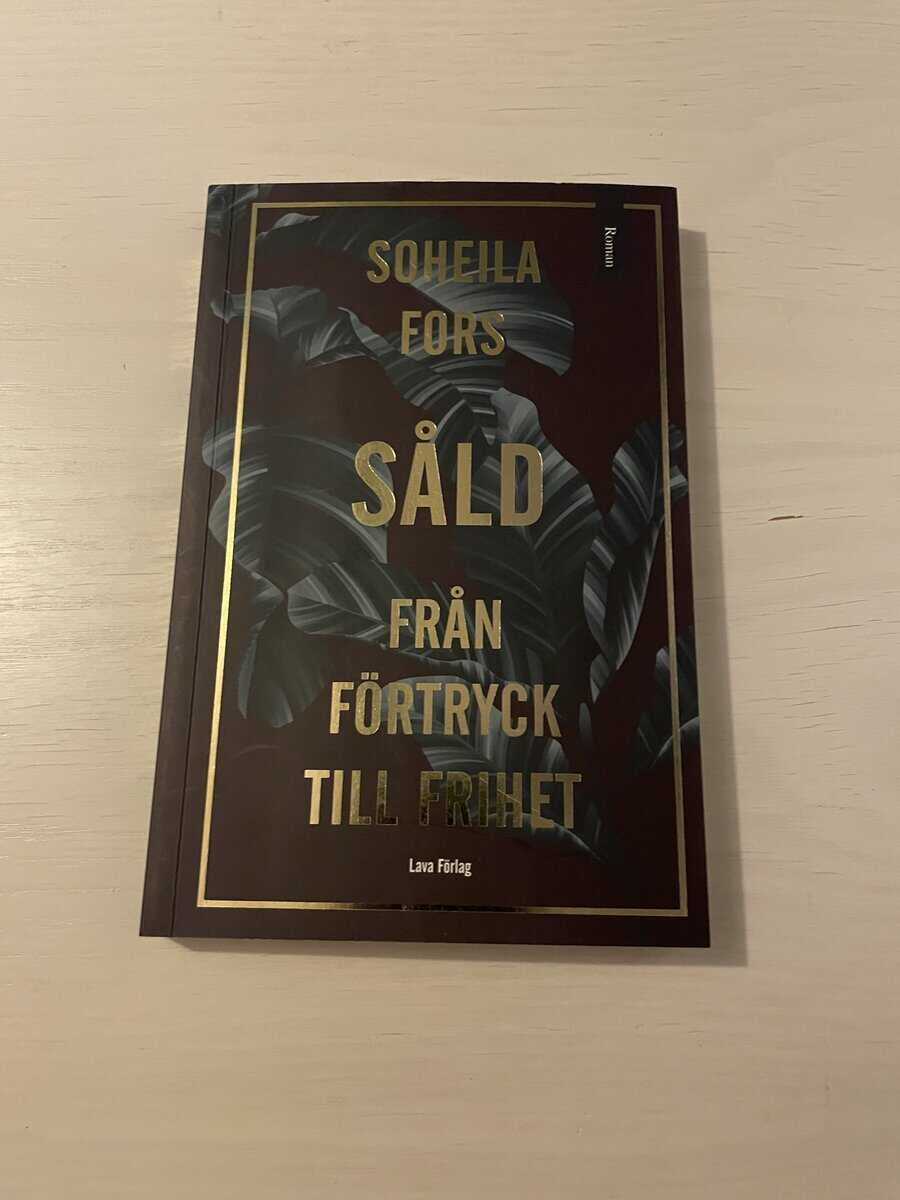 Roman
SOHEILA
FORS
SÅLD
FRÅN
FÖRTRYCK
TILL FRIHET
Lava Förlag